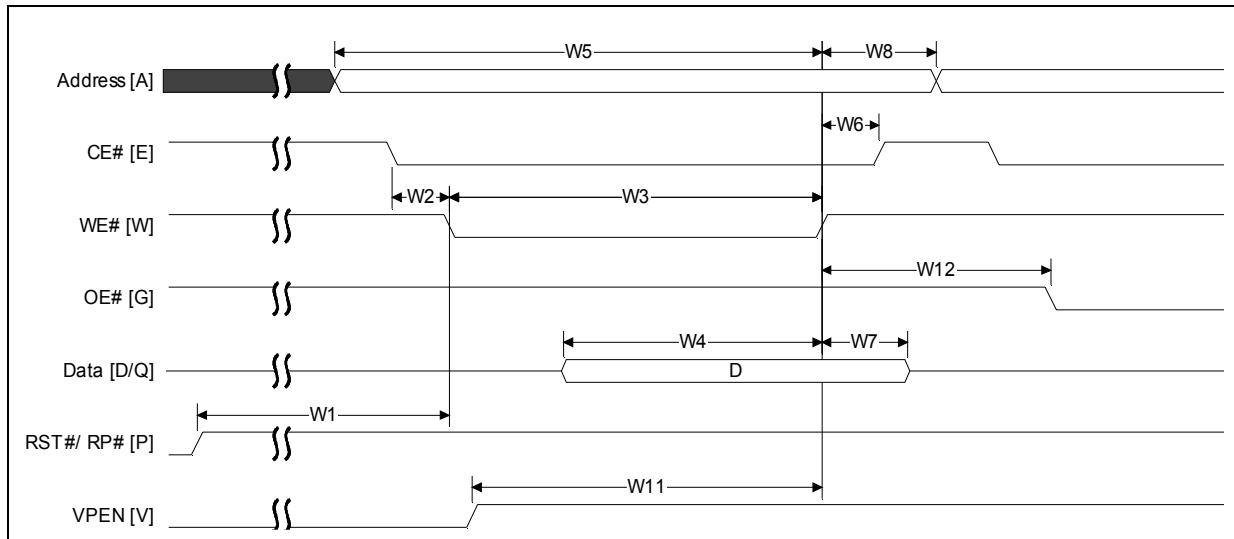 W5 W8
Address [A]
W6
CE# [E]
W2 W3
WE# [W]
W12
OE# [G]
W4 W7
Data [D/Q] D
W1
RST#/ RP# [P]
W11
VPEN [V]